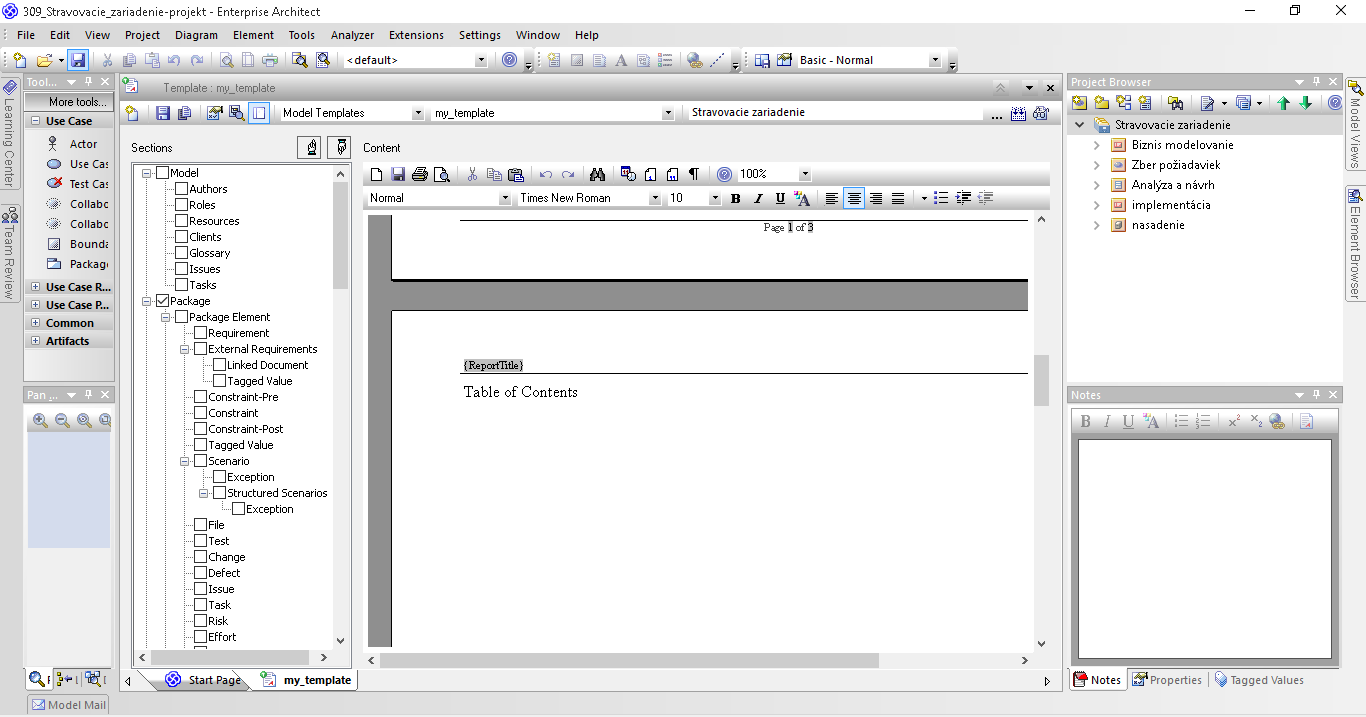 309_Stravovacie_zariadenie-projekt - Enterprise Architect
File Edit View Project Diagram Element Tools Analyzer Extensions Settings Window Help
<default>
Basic - Normal
Learning Center
Team Review
Tool...
More tools...
Use Case
Actor
Use Cas
Test Cas
Collabo
Collabo
Bounda
Package
Use Case R...
Use Case P...
Common
Artifacts
Pan ...
Template : my_template
Model Templates
my_template
Stravovacie zariadenie
...
Sections
Model
Authors
Roles
Resources
Clients
Glossary
Issues
Tasks
Package
Package Element
Requirement
External Requirements
Linked Document
Tagged Value
Constraint-Pre
Constraint
Constraint-Post
Tagged Value
Scenario
Exception
Structured Scenarios
Exception
File
Test
Change
Defect
Issue
Task
Risk
Effort
Content
100%
Normal
Times New Roman
10
B I U
Page 1 of 3
{ReportTitle}
Table of Contents
Start Page
my_template
Model Mail
Project Browser
Stravovacie zariadenie
Biznis modelovanie
Zber požiadaviek
Analýza a návrh
implementácia
nasadenie
Notes
B I U
Notes
Properties
Tagged Values
Model Views
Element Browser